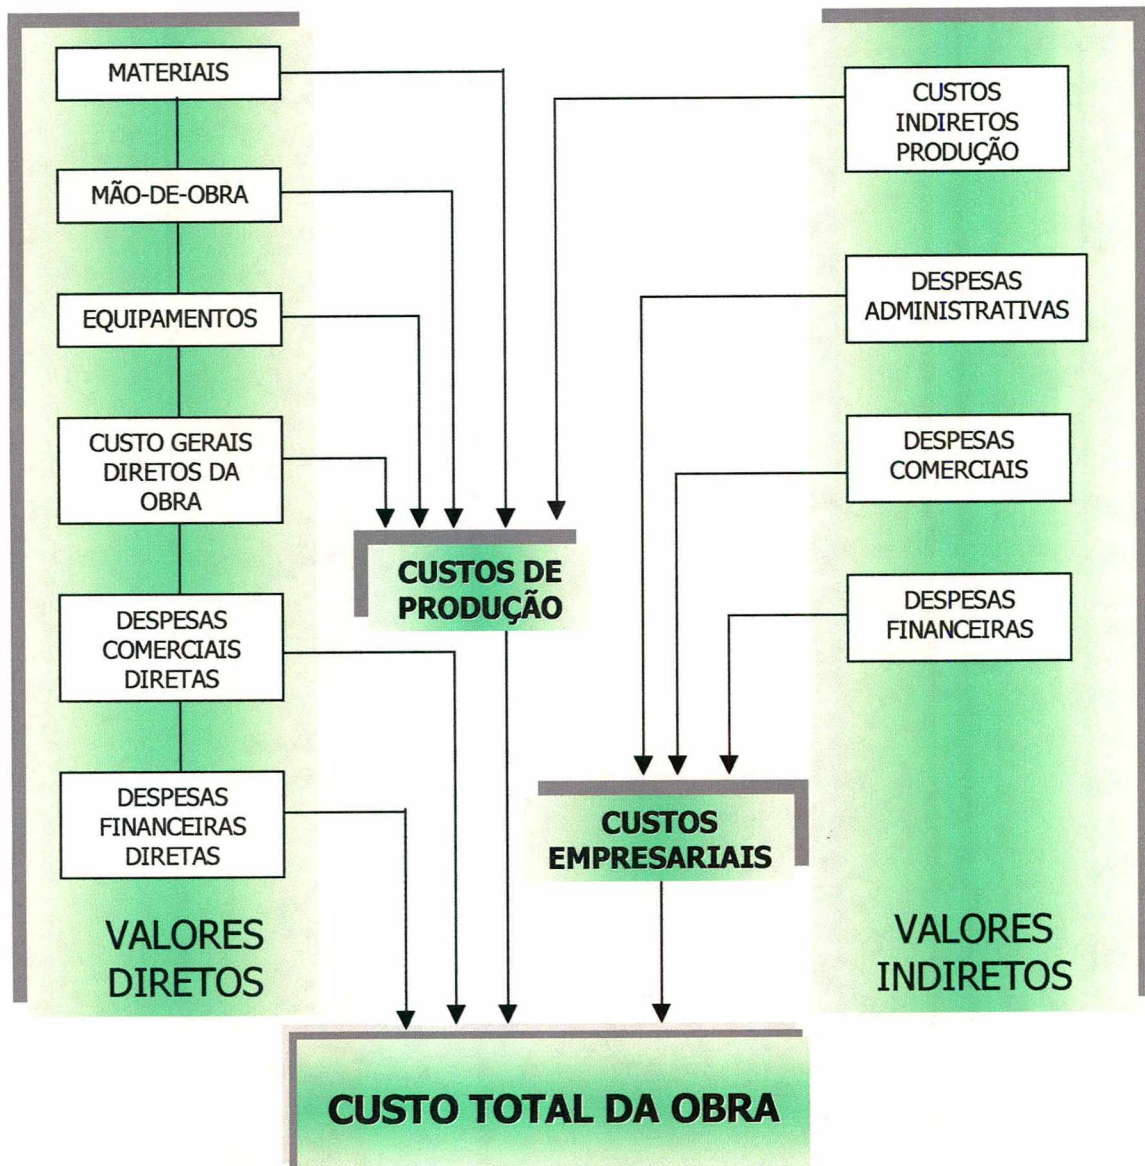 MATERIAIS
MÃO-DE-OBRA
EQUIPAMENTOS
CUSTO GERAIS
DIRETOS DA
OBRA
DESPESAS
COMERCIAIS
DIRETAS
DESPESAS
FINANCEIRAS
DIRETAS
VALORES
DIRETOS
CUSTOS DE
PRODUÇÃO
CUSTOS
EMPRESARIAIS
CUSTOS
INDIRETOS
PRODUÇÃO
DESPESAS
ADMINISTRATIVAS
DESPESAS
COMERCIAIS
DESPESAS
FINANCEIRAS
VALORES
INDIRETOS
CUSTO TOTAL DA OBRA